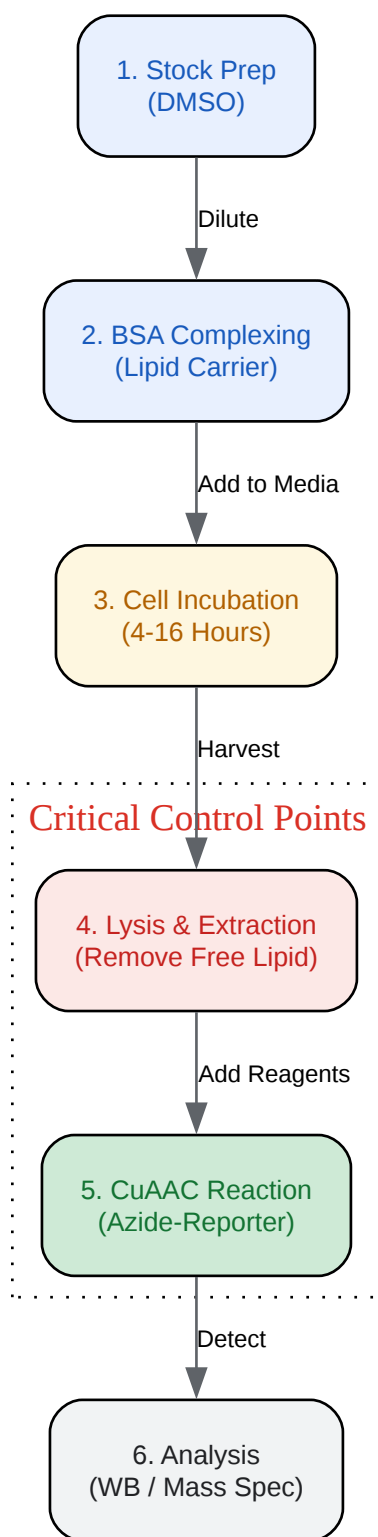 1. Stock Prep
(DMSO)
Dilute
2. BSA Complexing
(Lipid Carrier)
Add to Media
3. Cell Incubation
(4-16 Hours)
Harvest
Critical Control Points
4. Lysis & Extraction
(Remove Free Lipid)
Add Reagents
5. CuAAC Reaction
(Azide-Reporter)
Detect
6. Analysis
(WB / Mass Spec)